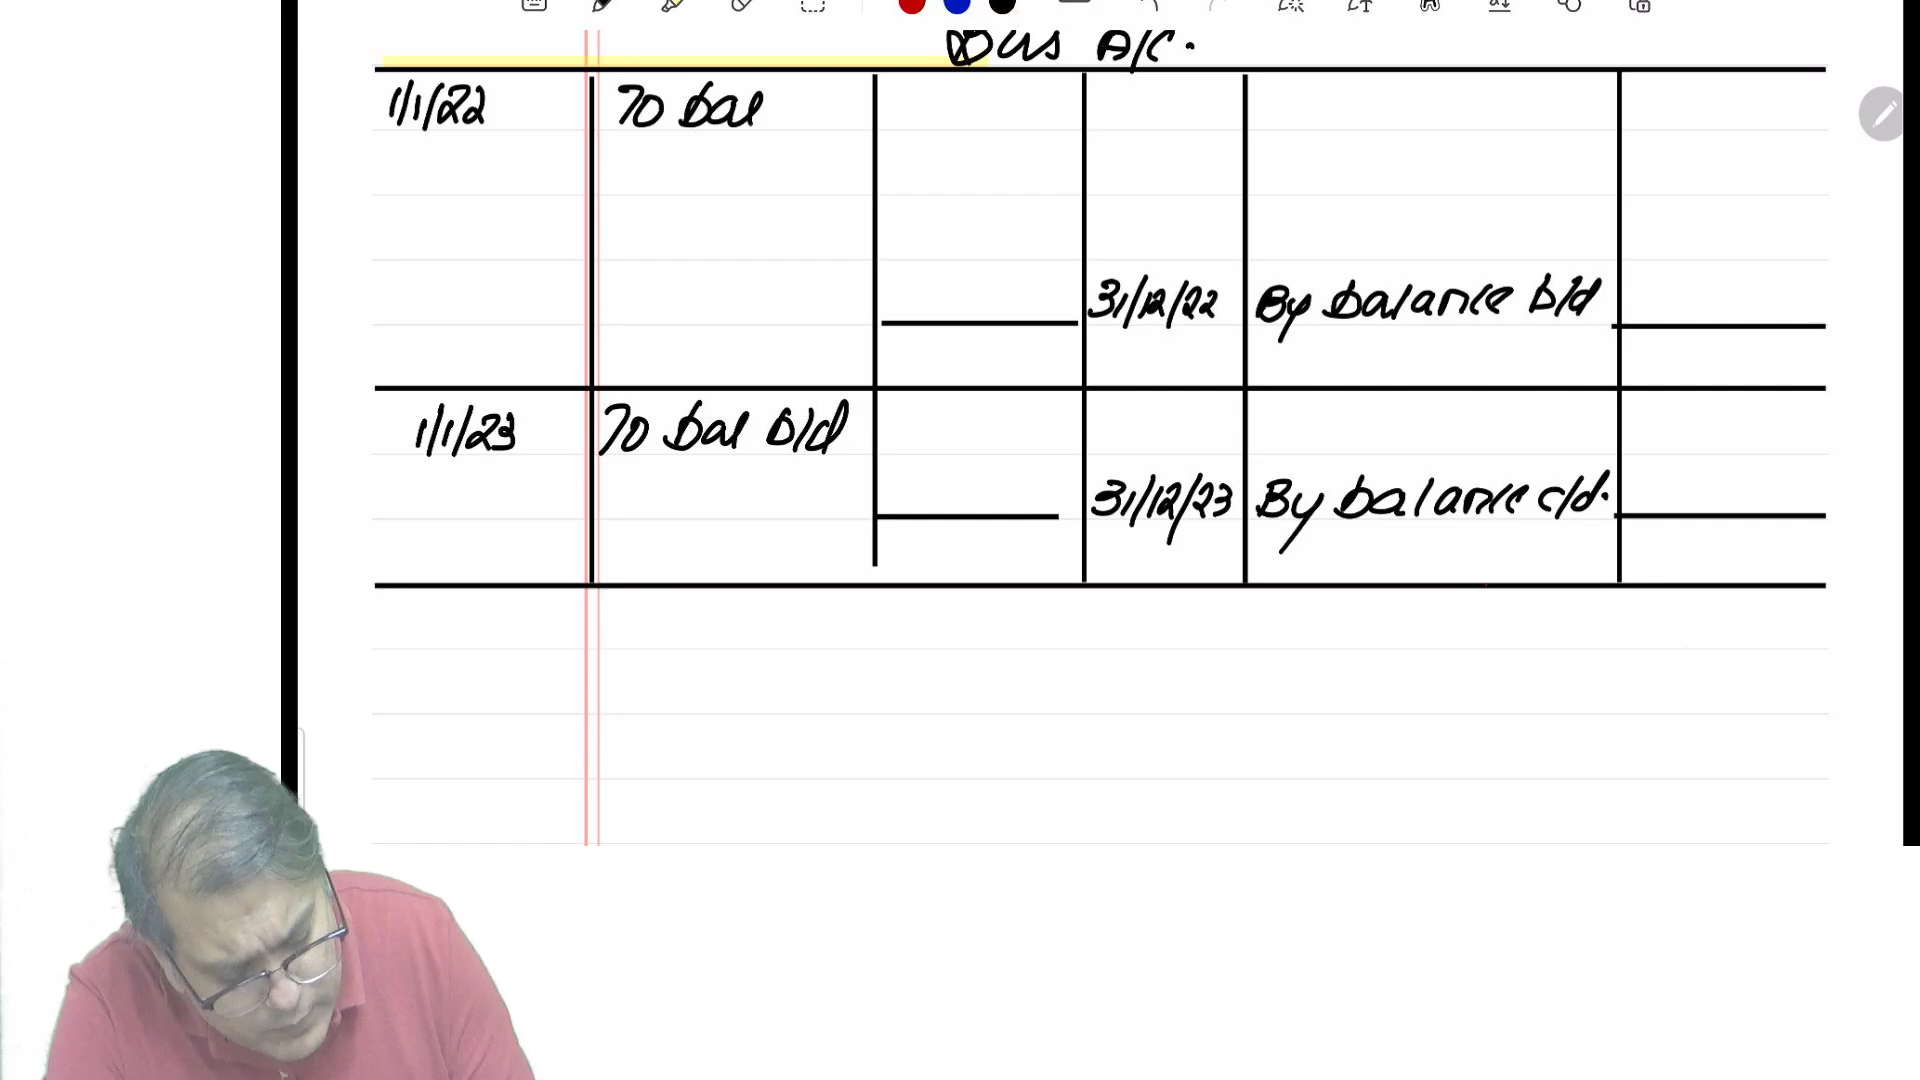 Bus A/C.
1/1/22 To bal
31/12/22 By balance b/d
1/1/23 To bal b/d
31/12/23 By balance c/d.